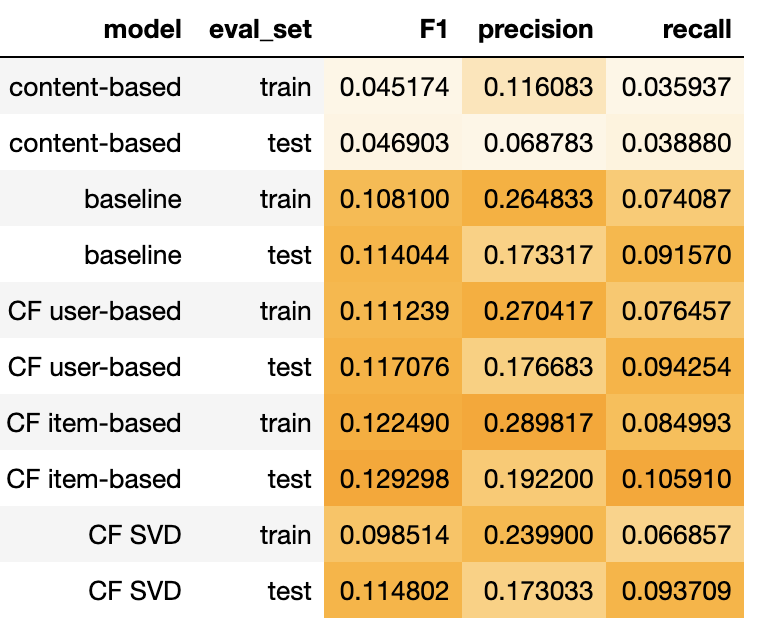 model eval_set F1 precision recall
content-based train 0.045174 0.116083 0.035937
content-based test 0.046903 0.068783 0.038880
baseline train 0.108100 0.264833 0.074087
baseline test 0.114044 0.173317 0.091570
CF user-based train 0.111239 0.270417 0.076457
CF user-based test 0.117076 0.176683 0.094254
CF item-based train 0.122490 0.289817 0.084993
CF item-based test 0.129298 0.192200 0.105910
CF SVD train 0.098514 0.239900 0.066857
CF SVD test 0.114802 0.173033 0.093709